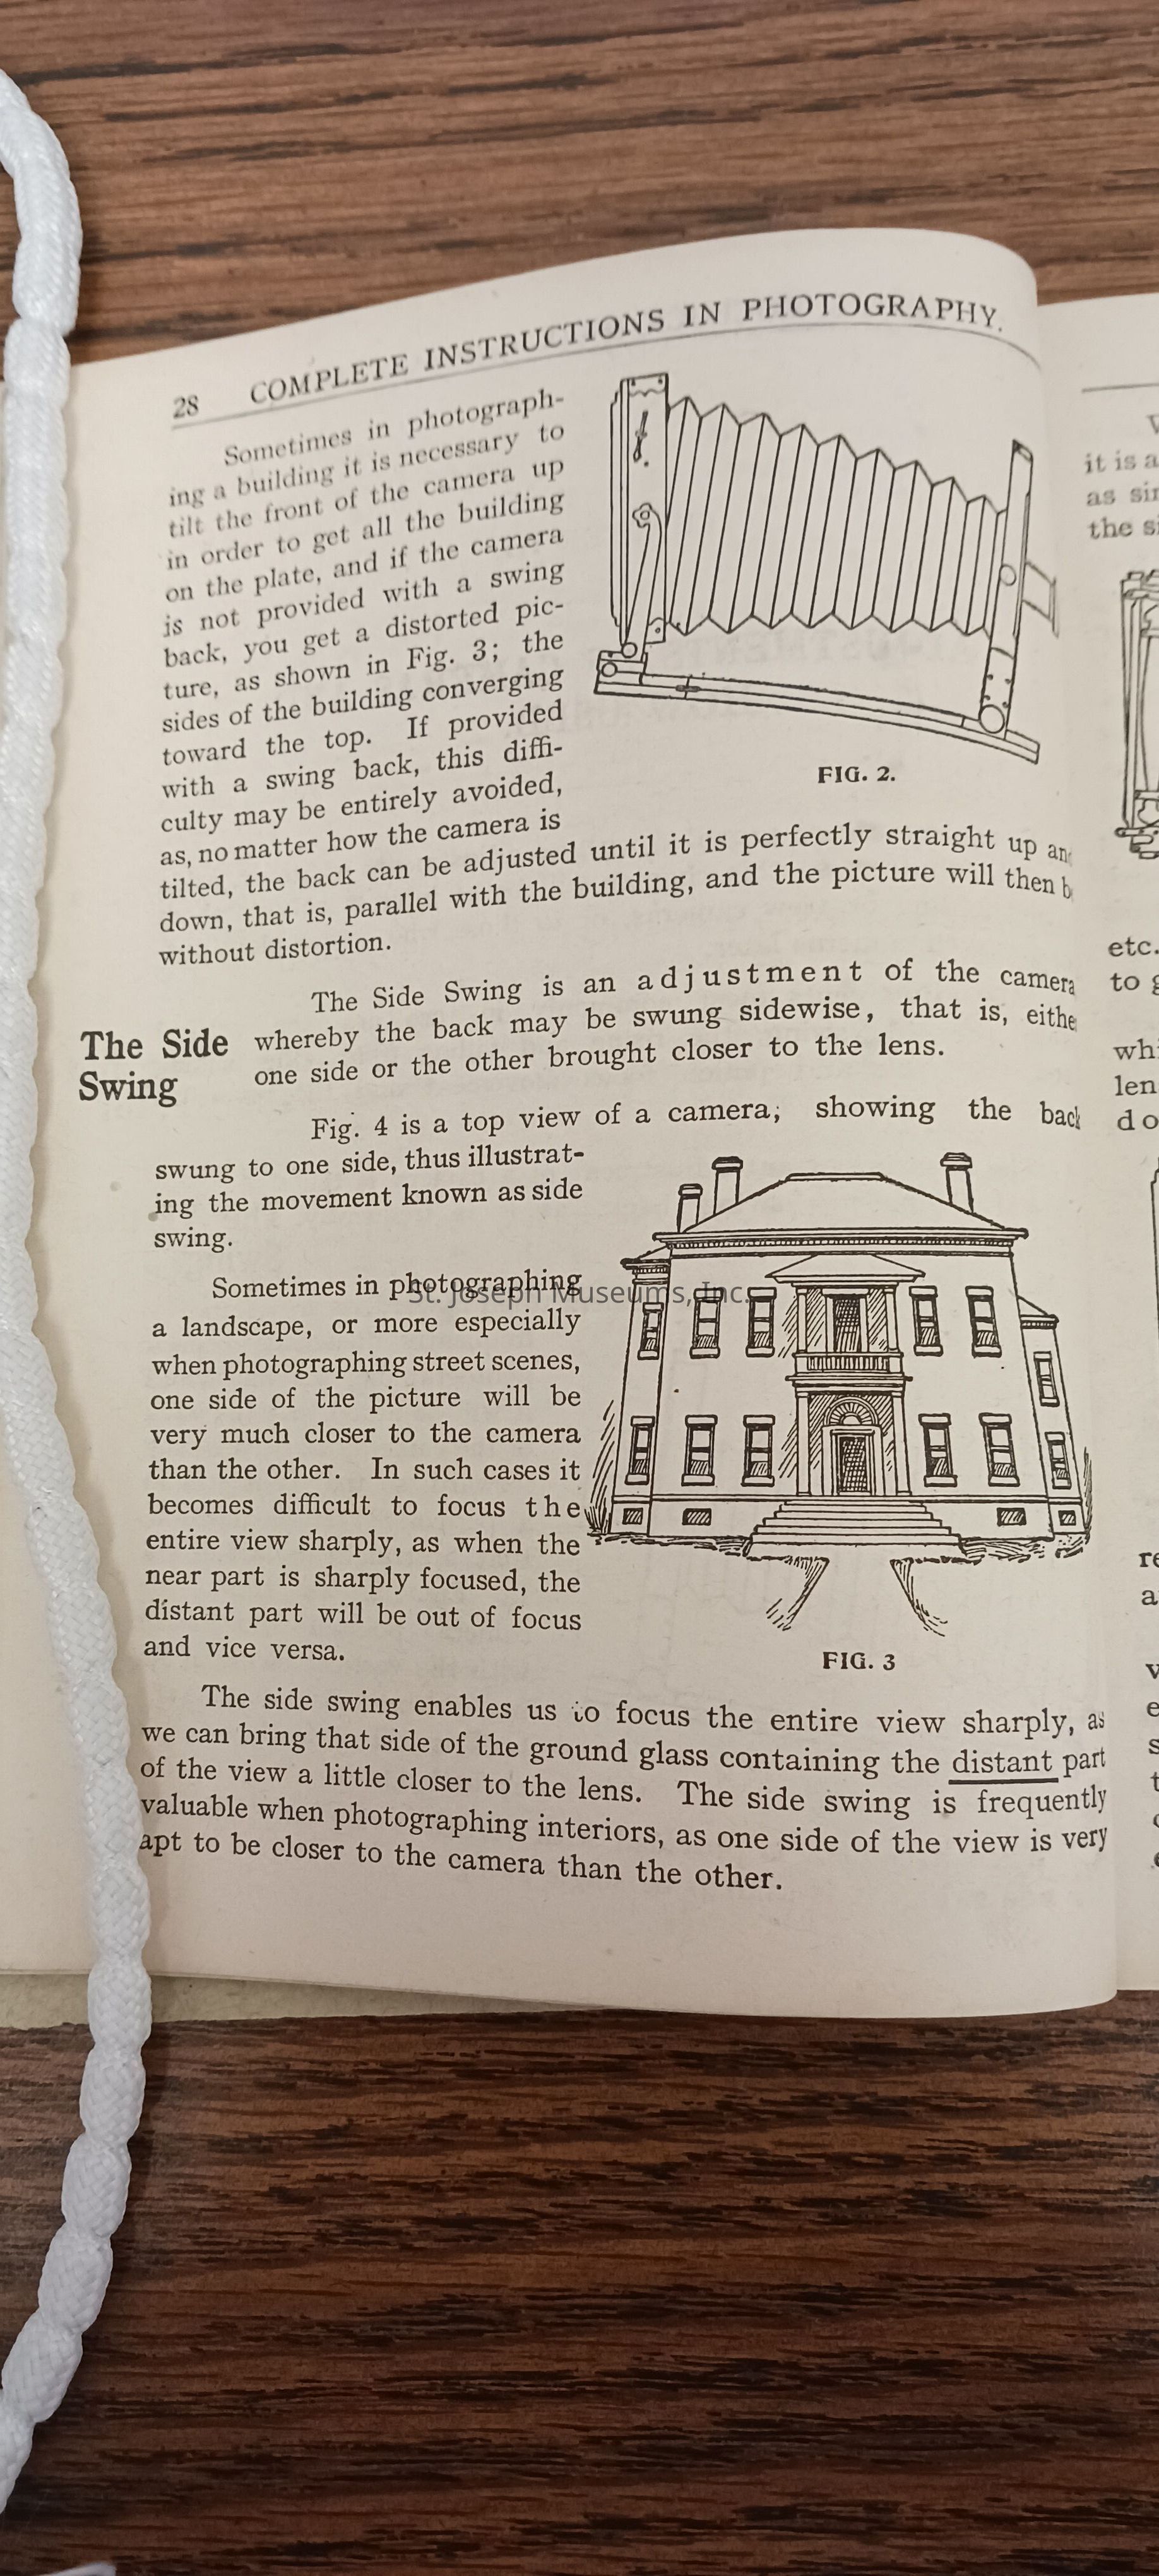 28 COMPLETE INSTRUCTIONS IN PHOTOGRAPHY.
Sometimes in photograph-
ing a building it is necessary to
tilt the front of the camera up
in order to get all the building
on the plate, and if the camera
is not provided with a swing
back, you get a distorted pic-
ture, as shown in Fig. 3; the
sides of the building converging
toward the top. If provided
with a swing back, this diffi-
culty may be entirely avoided,
as, no matter how the camera is
tilted, the back can be adjusted until it is perfectly straight up an
down, that is, parallel with the building, and the picture will then b
without distortion.
FIG. 2.
The Side
Swing
The Side Swing is an adjustment of the camera
whereby the back may be swung sidewise, that is, eithe
one side or the other brought closer to the lens.
Fig. 4 is a top view of a camera; showing the back
swung to one side, thus illustrat-
ing the movement known as side
swing.
Sometimes in photographing
a landscape, or more especially
when photographing street scenes,
one side of the picture will be
very much closer to the camera
than the other. In such cases it
becomes difficult to focus the
entire view sharply, as when the
near part is sharply focused, the
distant part will be out of focus
and vice versa.
FIG. 3
The side swing enables us to focus the entire view sharply, as
we can bring that side of the ground glass containing the distant part
of the view a little closer to the lens. The side swing is frequently
valuable when photographing interiors, as one side of the view is very
apt to be closer to the camera than the other.
St. Joseph Museums, Inc.
it is a
as sin
the si
etc.
to g
whi
len
do